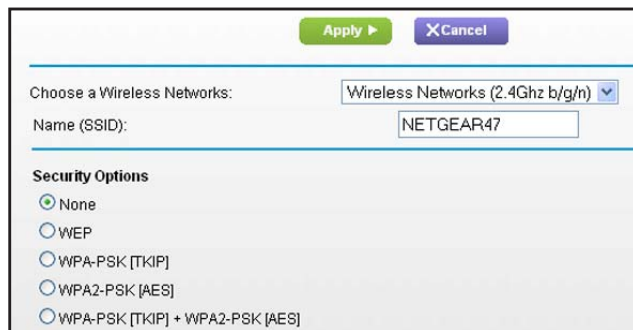 Apply ▶ X Cancel
Choose a Wireless Networks: Wireless Networks (2.4Ghz b/g/n)
Name (SSID): NETGEAR47
Security Options
None
WEP
WPA-PSK [TKIP]
WPA2-PSK [AES]
WPA-PSK [TKIP] + WPA2-PSK [AES]